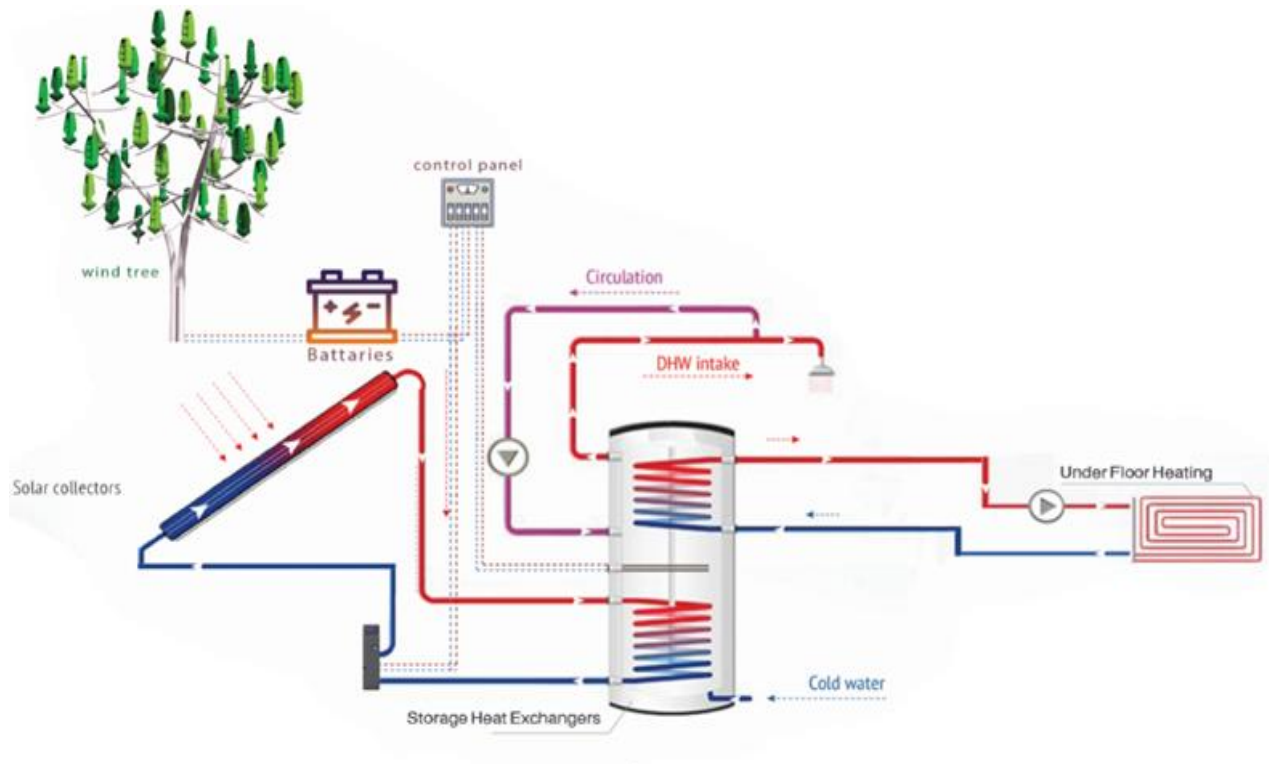 control panel
wind tree
Circulation
Battaries
DHW intake
Solar collectors
Under Floor Heating
Cold water
Storage Heat Exchangers